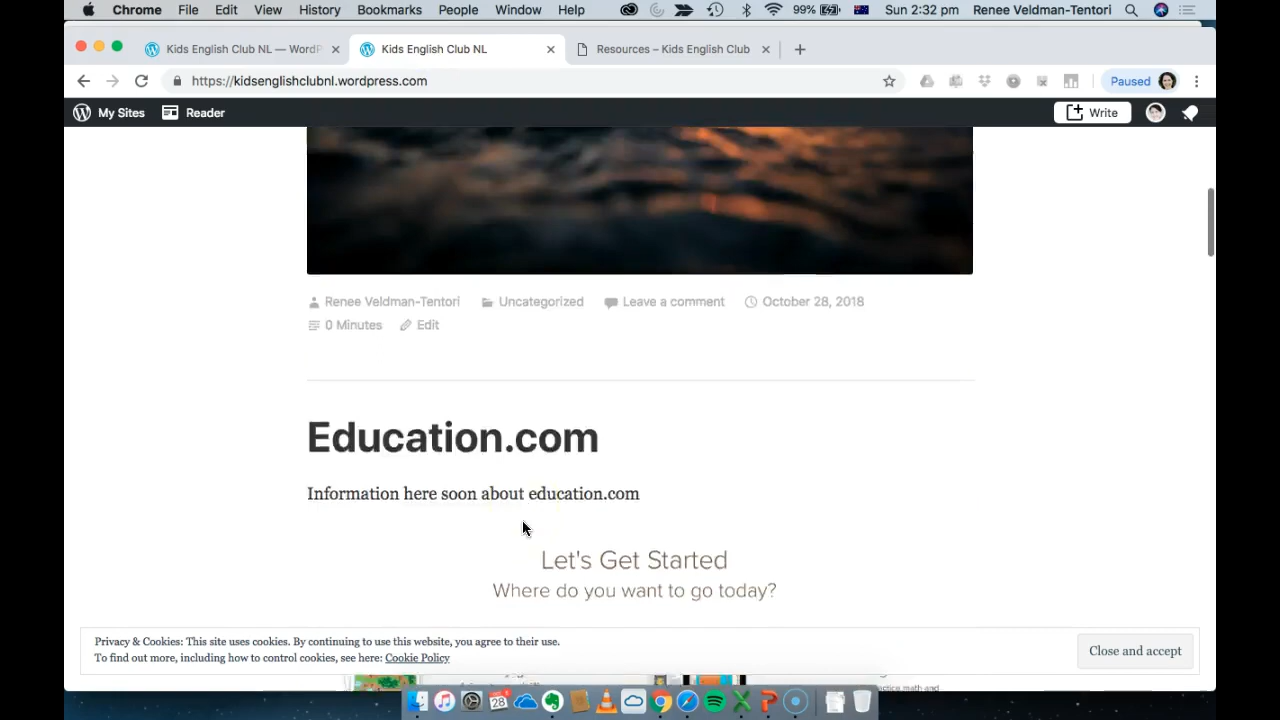 Chrome File Edit View History Bookmarks People Window Help 99% Sun 2:32 pm Renee Veldman-Tentori
Kids English Club NL — WordP Kids English Club NL Resources – Kids English Club
https://kidsenglishclubnl.wordpress.com Paused
My Sites Reader Write
Renee Veldman-Tentori Uncategorized Leave a comment October 28, 2018
0 Minutes Edit
Education.com
Information here soon about education.com
Let's Get Started
Where do you want to go today?
Privacy & Cookies: This site uses cookies. By continuing to use this website, you agree to their use.
To find out more, including how to control cookies, see here: Cookie Policy
Close and accept
28